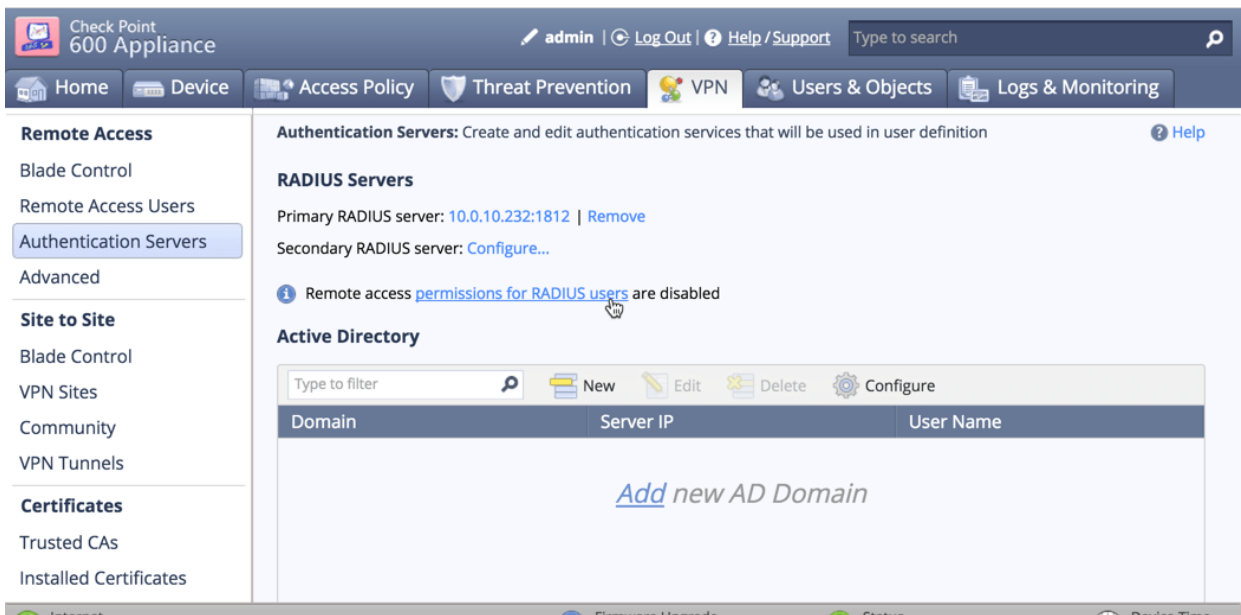 Check Point
600 Appliance
admin | Log Out | Help / Support
Type to search
Home
Device
Access Policy
Threat Prevention
VPN
Users & Objects
Logs & Monitoring
Remote Access
Blade Control
Remote Access Users
Authentication Servers
Advanced
Site to Site
Blade Control
VPN Sites
Community
VPN Tunnels
Certificates
Trusted CAs
Installed Certificates
Authentication Servers: Create and edit authentication services that will be used in user definition
Help
RADIUS Servers
Primary RADIUS server: 10.0.10.232:1812 | Remove
Secondary RADIUS server: Configure...
Remote access permissions for RADIUS users are disabled
Active Directory
Type to filter
New
Edit
Delete
Configure
Domain
Server IP
User Name
Add new AD Domain